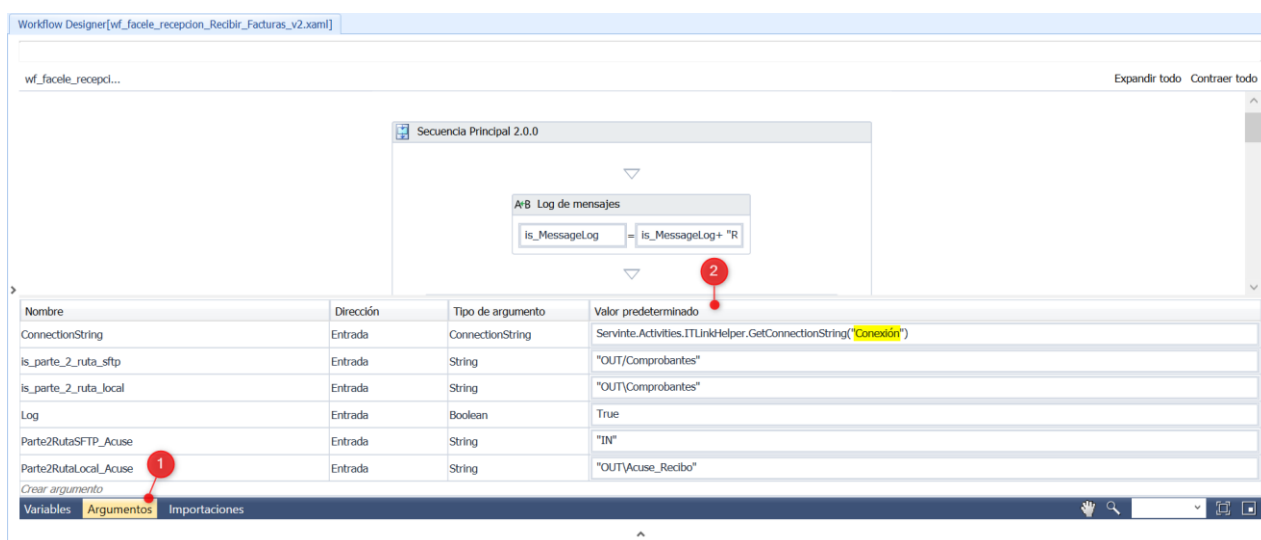 Workflow Designer[wf_facele_recepcion_Recibir_Facturas_v2.xaml]
wf_facele_recepci... Expandir todo Contraer todo
Secuencia Principal 2.0.0
A+B Log de mensajes
is_MessageLog = is_MessageLog+ "R
2
Nombre Dirección Tipo de argumento Valor predeterminado
ConnectionString Entrada ConnectionString Servinte.Activities.ITLinkHelper.GetConnectionString("Conexión")
is_parte_2_ruta_sftp Entrada String "OUT/Comprobantes"
is_parte_2_ruta_local Entrada String "OUT\Comprobantes"
Log Entrada Boolean True
Parte2RutaSFTP_Acuse Entrada String "IN"
Parte2RutaLocal_Acuse Entrada String "OUT\Acuse_Recibo"
1
Crear argumento
Variables Argumentos Importaciones